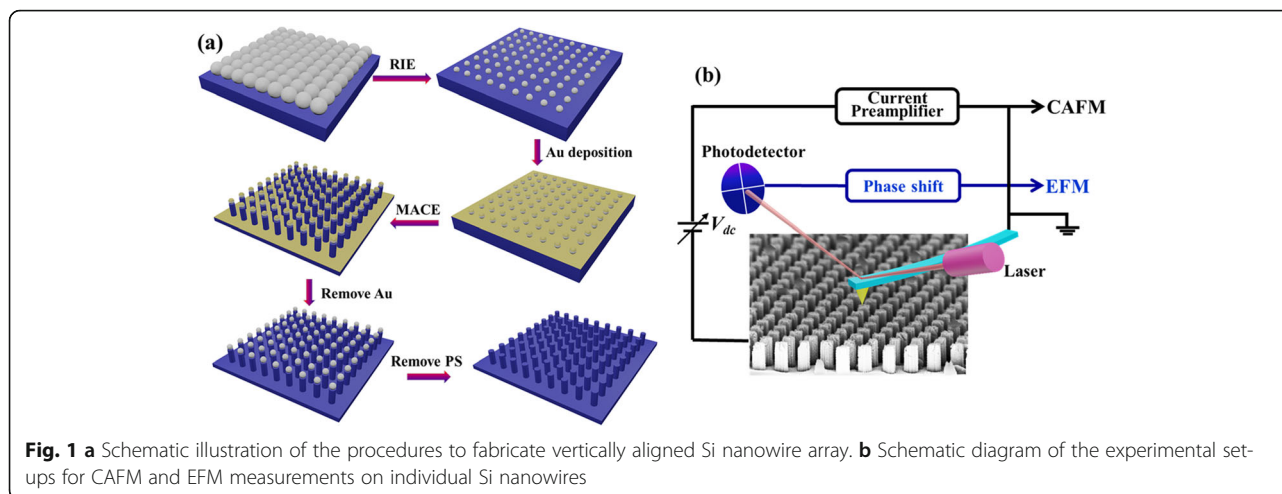 (a)
RIE
Au deposition
MACE
Remove Au
Remove PS
(b)
Current
Preamplifier
CAFM
Photodetector
Phase shift
EFM
Vdc
Laser
Fig. 1 a Schematic illustration of the procedures to fabricate vertically aligned Si nanowire array. b Schematic diagram of the experimental set-
ups for CAFM and EFM measurements on individual Si nanowires